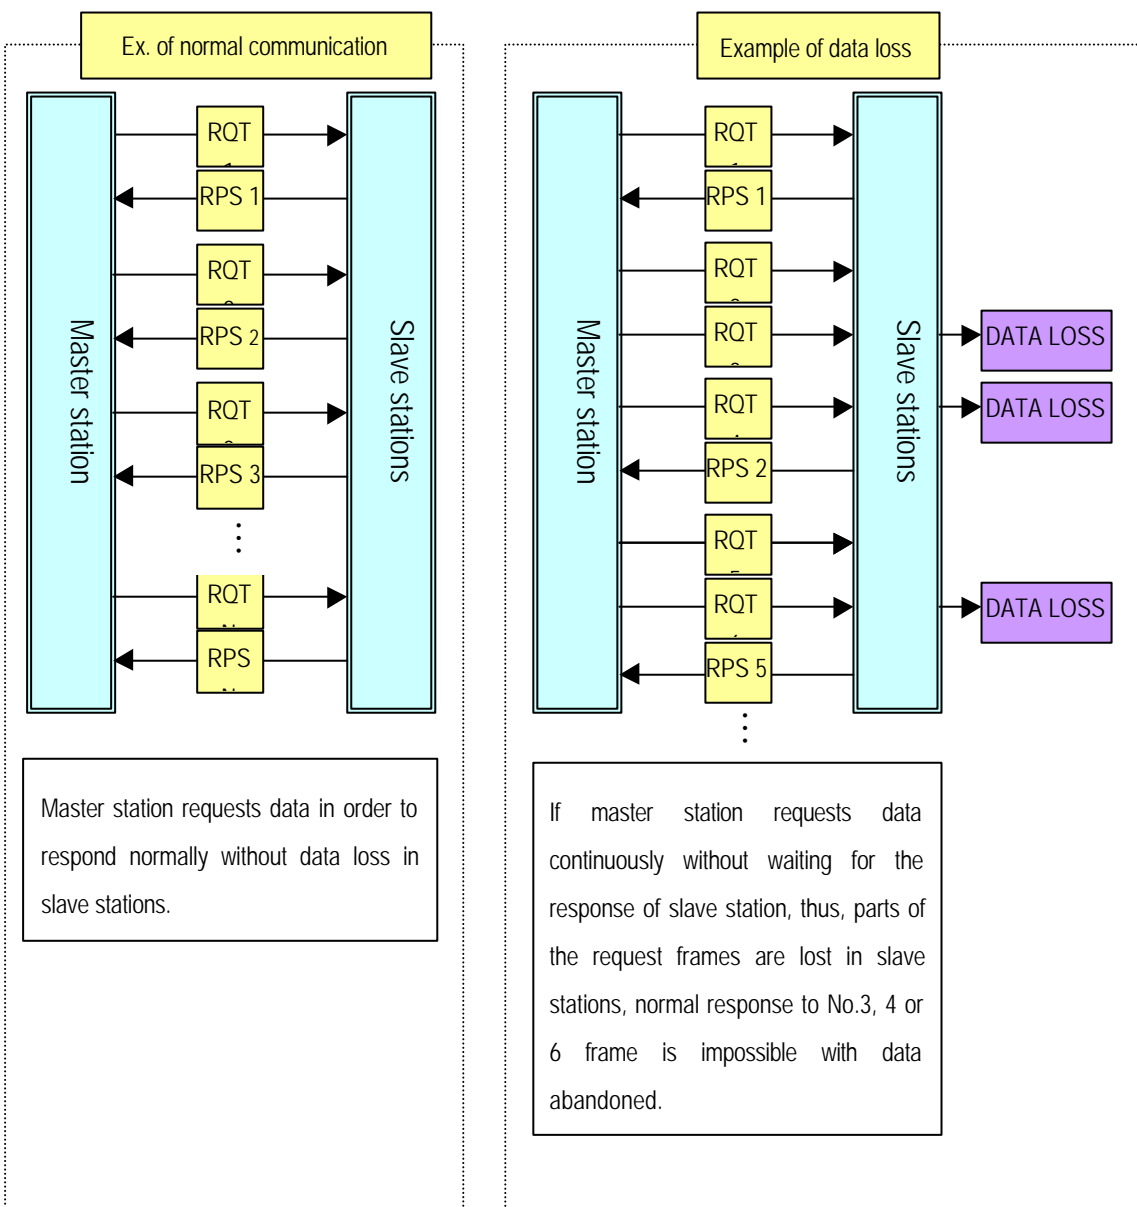 Ex. of normal communication
RQT
RPS 1
RQT
RPS 2
RQT
RPS 3
RQT
RPS
Master station
Slave stations
Master station requests data in order to
respond normally without data loss in
slave stations.
Example of data loss
RQT
RPS 1
RQT
RQT
RQT
RPS 2
RQT
RQT
RPS 5
Master station
Slave stations
DATA LOSS
DATA LOSS
DATA LOSS
If master station requests data
continuously without waiting for the
response of slave station, thus, parts of
the request frames are lost in slave
stations, normal response to No.3, 4 or
6 frame is impossible with data
abandoned.